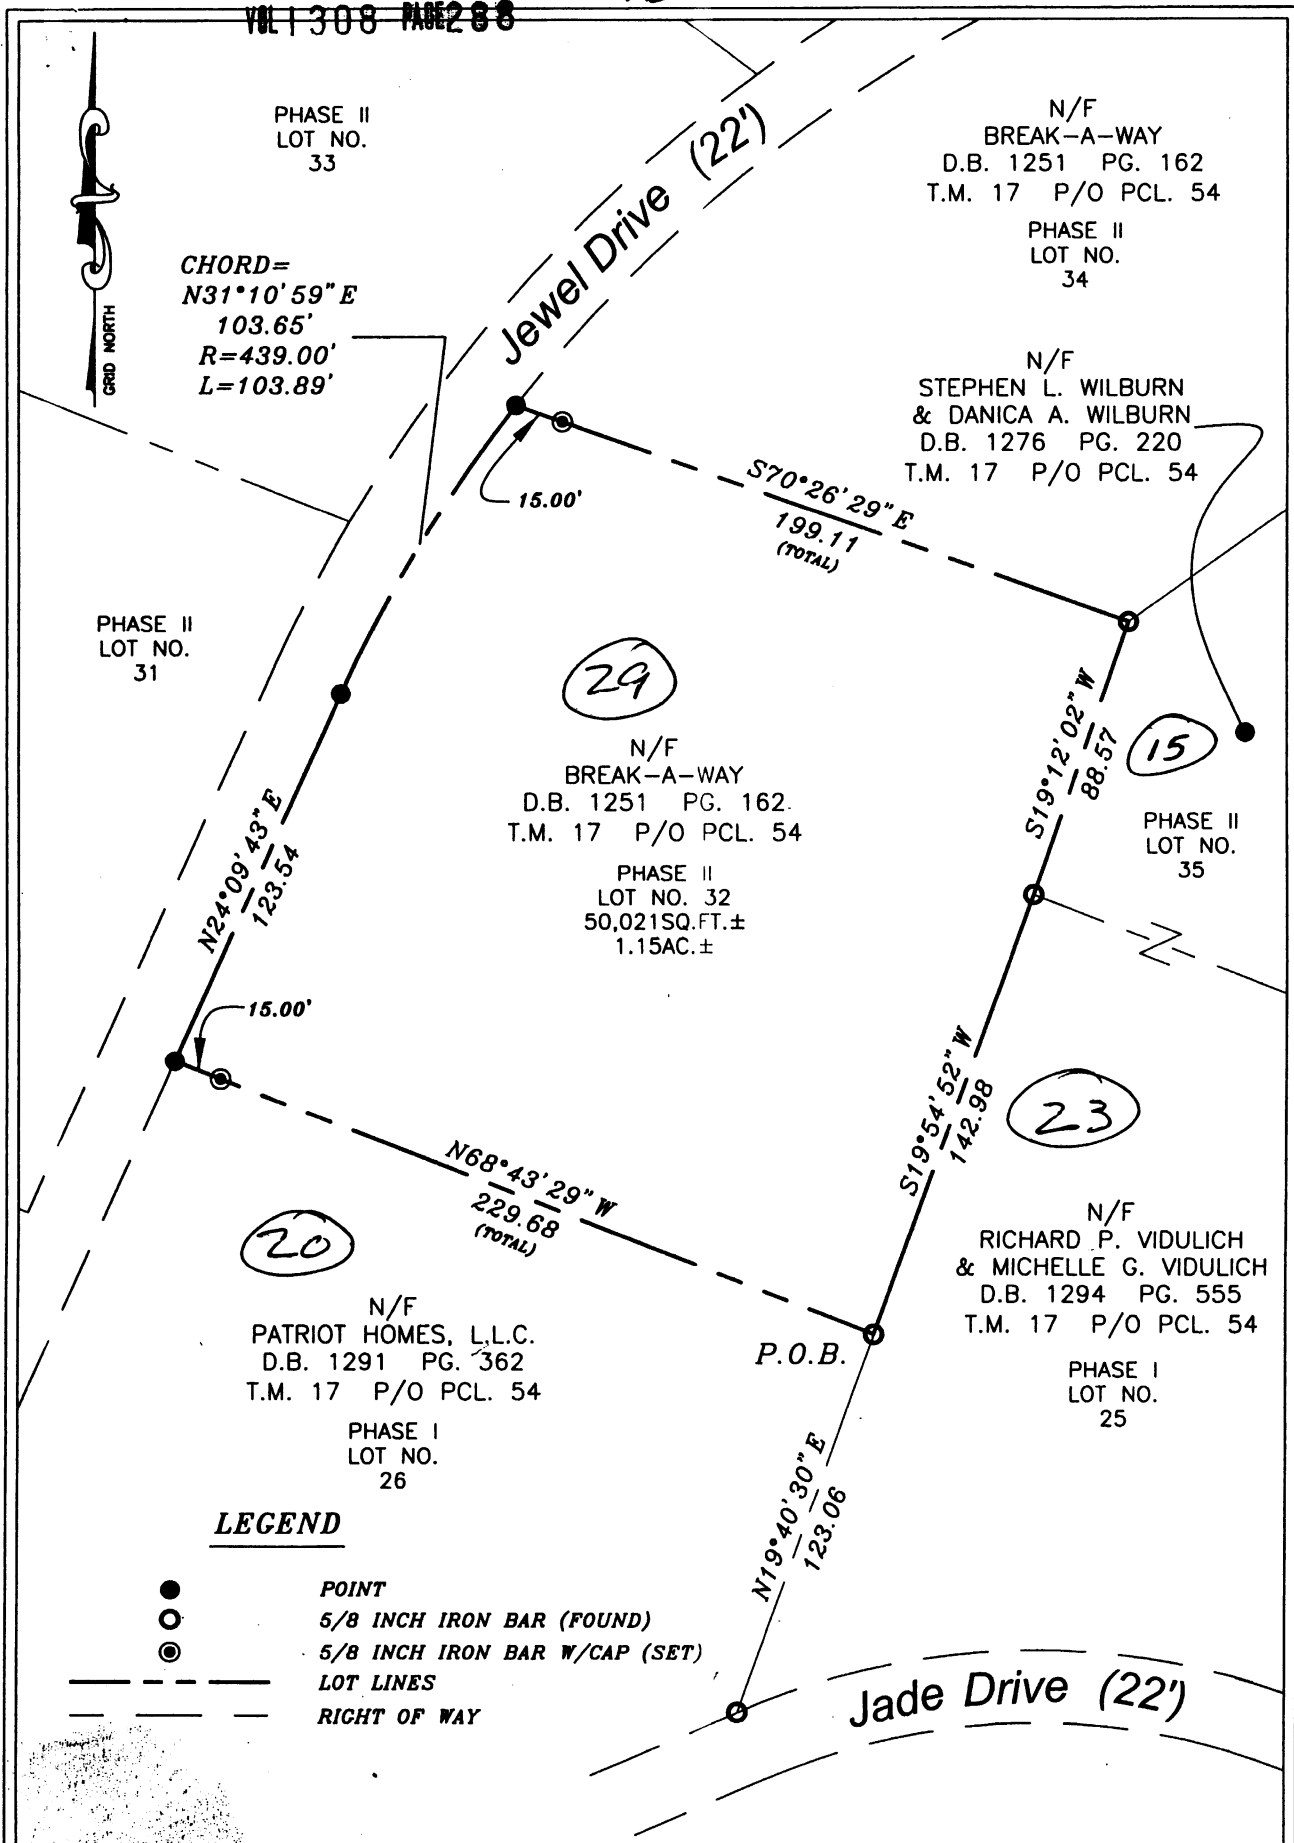 VOL 1308 PAGE 288
PHASE II
LOT NO.
33
GRID NORTH
CHORD=
N31°10'59"E
103.65'
R=439.00'
L=103.89'
Jewel Drive (22')
N/F
BREAK-A-WAY
D.B. 1251 PG. 162
T.M. 17 P/O PCL. 54
PHASE II
LOT NO.
34
N/F
STEPHEN L. WILBURN
& DANICA A. WILBURN
D.B. 1276 PG. 220
T.M. 17 P/O PCL. 54
15.00'
S70°26'29"E
199.11
(TOTAL)
PHASE II
LOT NO.
31
29
N/F
BREAK-A-WAY
D.B. 1251 PG. 162
T.M. 17 P/O PCL. 54
PHASE II
LOT NO. 32
50,021SQ.FT.±
1.15AC.±
S19°12'02"W
88.57
15
PHASE II
LOT NO.
35
N24°09'43"E
123.54
15.00'
S19°54'52"W
142.98
23
N68°43'29"W
229.68
(TOTAL)
20
N/F
PATRIOT HOMES, L.L.C.
D.B. 1291 PG. 362
T.M. 17 P/O PCL. 54
PHASE I
LOT NO.
26
N/F
RICHARD P. VIDULICH
& MICHELLE G. VIDULICH
D.B. 1294 PG. 555
T.M. 17 P/O PCL. 54
PHASE I
LOT NO.
25
P.O.B.
N19°40'30"E
123.06
LEGEND
POINT
5/8 INCH IRON BAR (FOUND)
5/8 INCH IRON BAR W/CAP (SET)
LOT LINES
RIGHT OF WAY
Jade Drive (22')